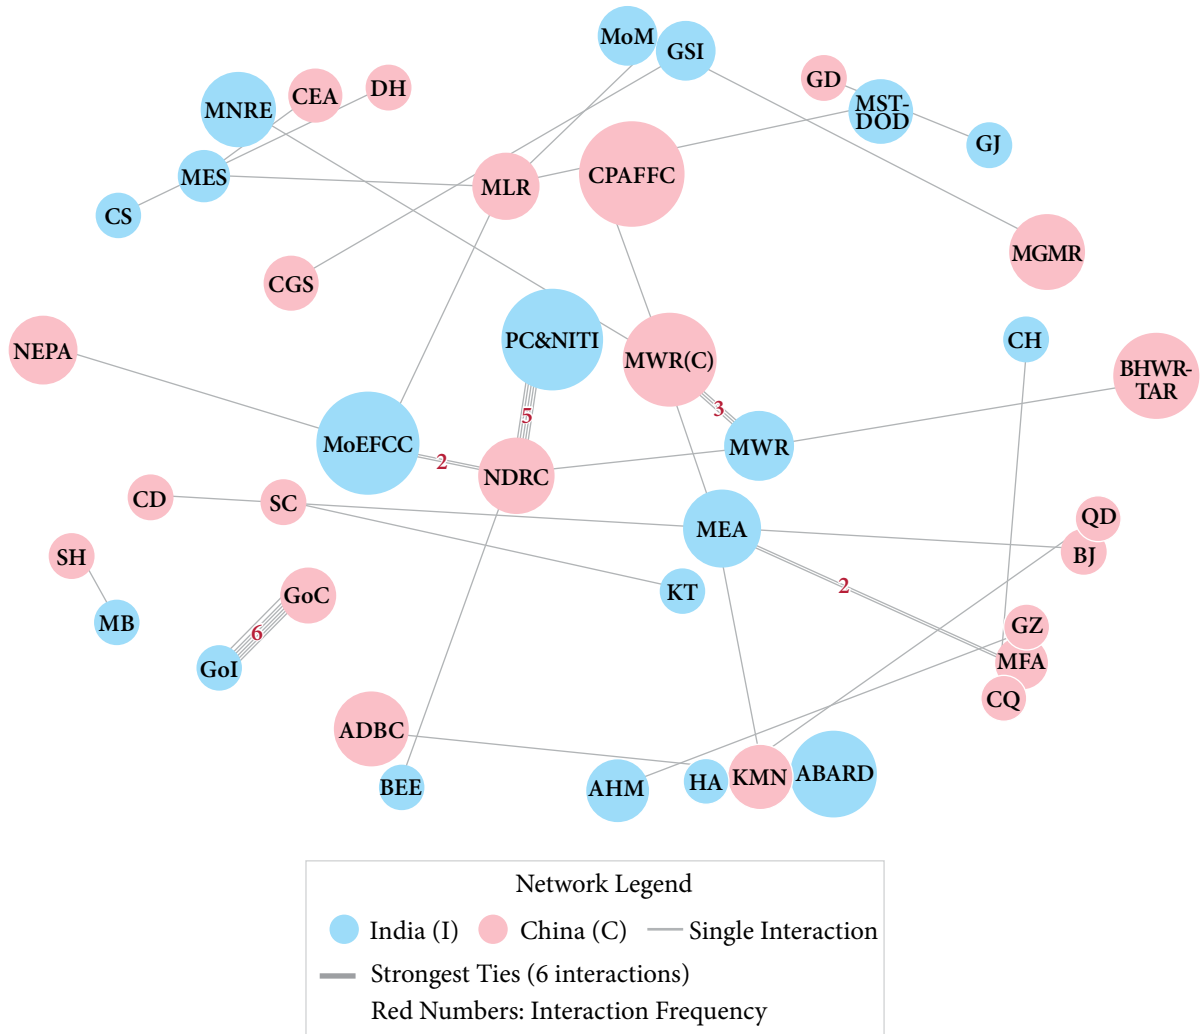 MoM
GSI
GD
MNRE
CEA
DH
MST-
DOD
GJ
MES
MLR
CPAFFC
CS
CGS
MGMR
NEPA
PC&NITI
MWR(C)
CH
BHWR-
TAR
5
3
MoEFCC
2
NDRC
MWR
CD
SC
MEA
QD
BJ
SH
GoC
KT
2
MB
6
GoI
GZ
MFA
CQ
ADBC
BEE
AHM
HA
KMN
ABARD
Network Legend
India (I)
China (C)
Single Interaction
Strongest Ties (6 interactions)
Red Numbers: Interaction Frequency